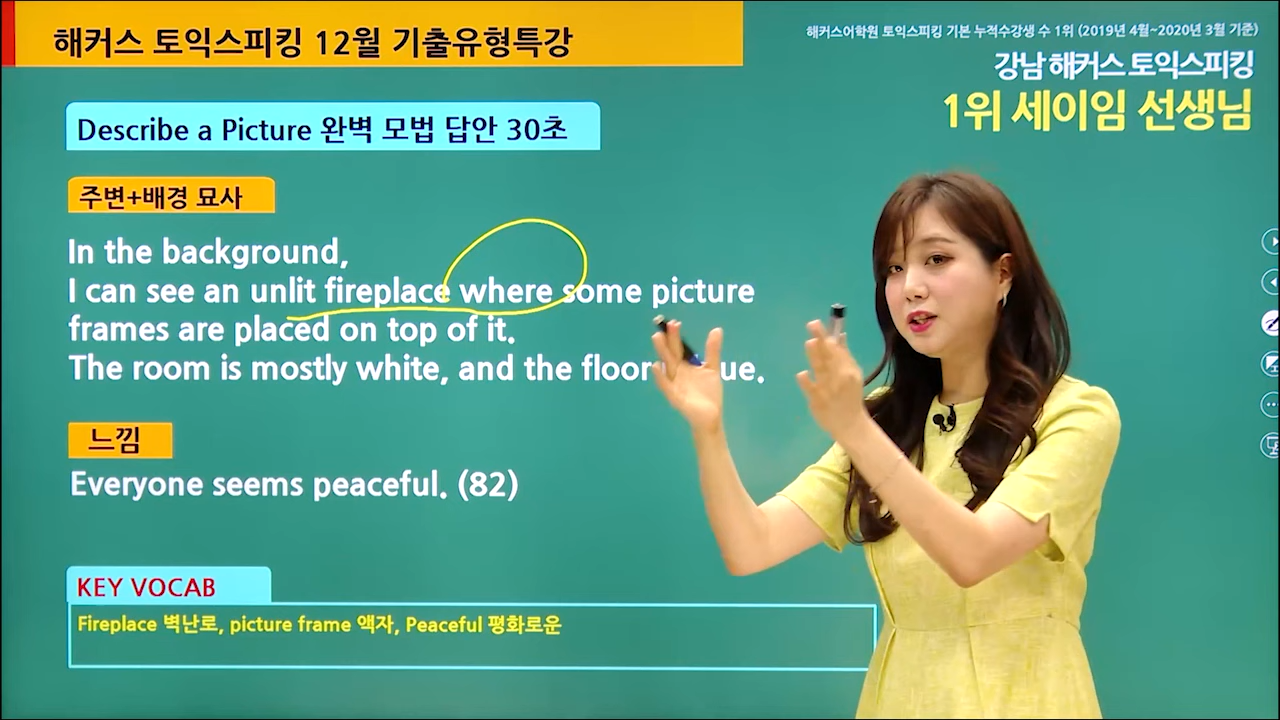 해커스 토익스피킹 12월 기출유형특강
해커스어학원 토익스피킹 기본 누적수강생 수 1위 (2019년 4월~2020년 3월 기준)
강남 해커스 토익스피킹
1위 세이임 선생님
Describe a Picture 완벽 모법 답안 30초
주변+배경 묘사
In the background,
I can see an unlit fireplace where some picture
frames are placed on top of it.
The room is mostly white, and the floor
느낌
Everyone seems peaceful. (82)
KEY VOCAB
Fireplace 벽난로, picture frame 액자, Peaceful 평화로운